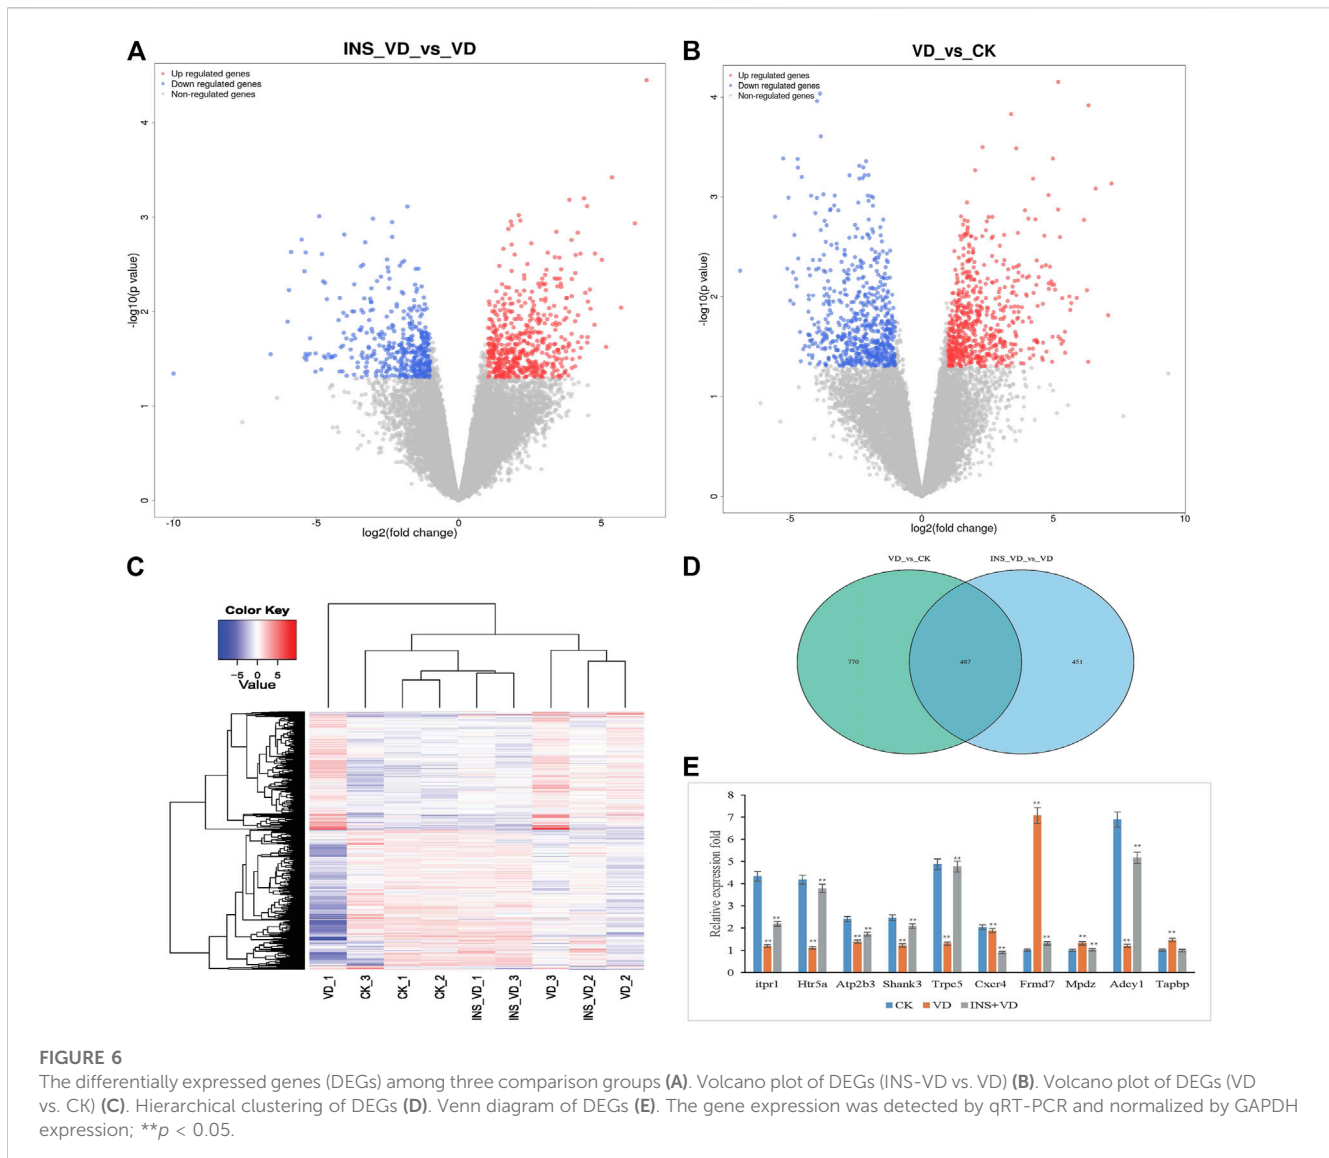 A
INS_VD_vs_VD
Up regulated genes
Down regulated genes
Non-regulated genes
-log10(p value)
4
3
2
1
0
-10
-5
0
5
log2(fold change)
B
VD_vs_CK
Up regulated genes
Down regulated genes
Non-regulated genes
-log10(p value)
4
3
2
1
0
-5
0
5
10
log2(fold change)
C
Color Key
−5 0 5
Value
VD_1
CK_3
CK_1
CK_2
INS_VD_1
INS_VD_3
VD_3
INS_VD_2
VD_2
D
VD_vs_CK
INS_VD_vs_VD
770
487
451
E
Relative expression fold
8
7
6
5
4
3
2
1
0
** ** ** ** ** ** ** ** ** ** ** ** ** ** ** ** ** ** **
itpr1 Htr5a Atp2b3 Shank3 Trpc5 Cxcr4 Frmd7 Mpdz Adcy1 Tapbp
CK VD INS+VD
FIGURE 6
The differentially expressed genes (DEGs) among three comparison groups (A). Volcano plot of DEGs (INS-VD vs. VD) (B). Volcano plot of DEGs (VD
vs. CK) (C). Hierarchical clustering of DEGs (D). Venn diagram of DEGs (E). The gene expression was detected by qRT-PCR and normalized by GAPDH
expression; **p < 0.05.